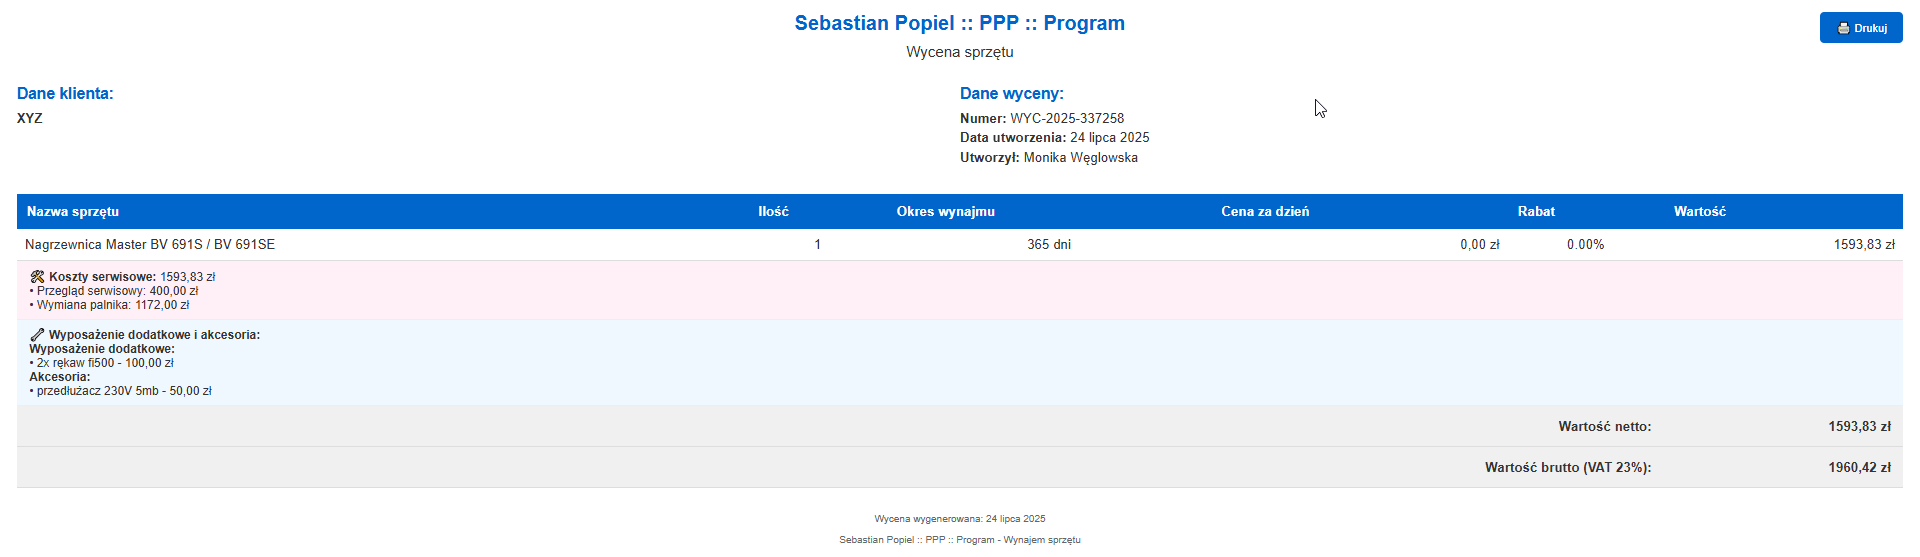 Sebastian Popiel :: PPP :: Program
Drukuj
Wycena sprzętu
Dane klienta:
XYZ
Dane wyceny:
Numer: WYC-2025-337258
Data utworzenia: 24 lipca 2025
Utworzył: Monika Węglowska
Nazwa sprzętu Ilość Okres wynajmu Cena za dzień Rabat Wartość
Nagrzewnica Master BV 691S / BV 691SE 1 365 dni 0,00 zł 0.00% 1593,83 zł
Koszty serwisowe: 1593,83 zł
• Przegląd serwisowy: 400,00 zł
• Wymiana palnika: 1172,00 zł
Wyposażenie dodatkowe i akcesoria:
Wyposażenie dodatkowe:
• 2x rękaw fi500 - 100,00 zł
Akcesoria:
• przedłużacz 230V 5mb - 50,00 zł
Wartość netto: 1593,83 zł
Wartość brutto (VAT 23%): 1960,42 zł
Wycena wygenerowana: 24 lipca 2025
Sebastian Popiel :: PPP :: Program - Wynajem sprzętu